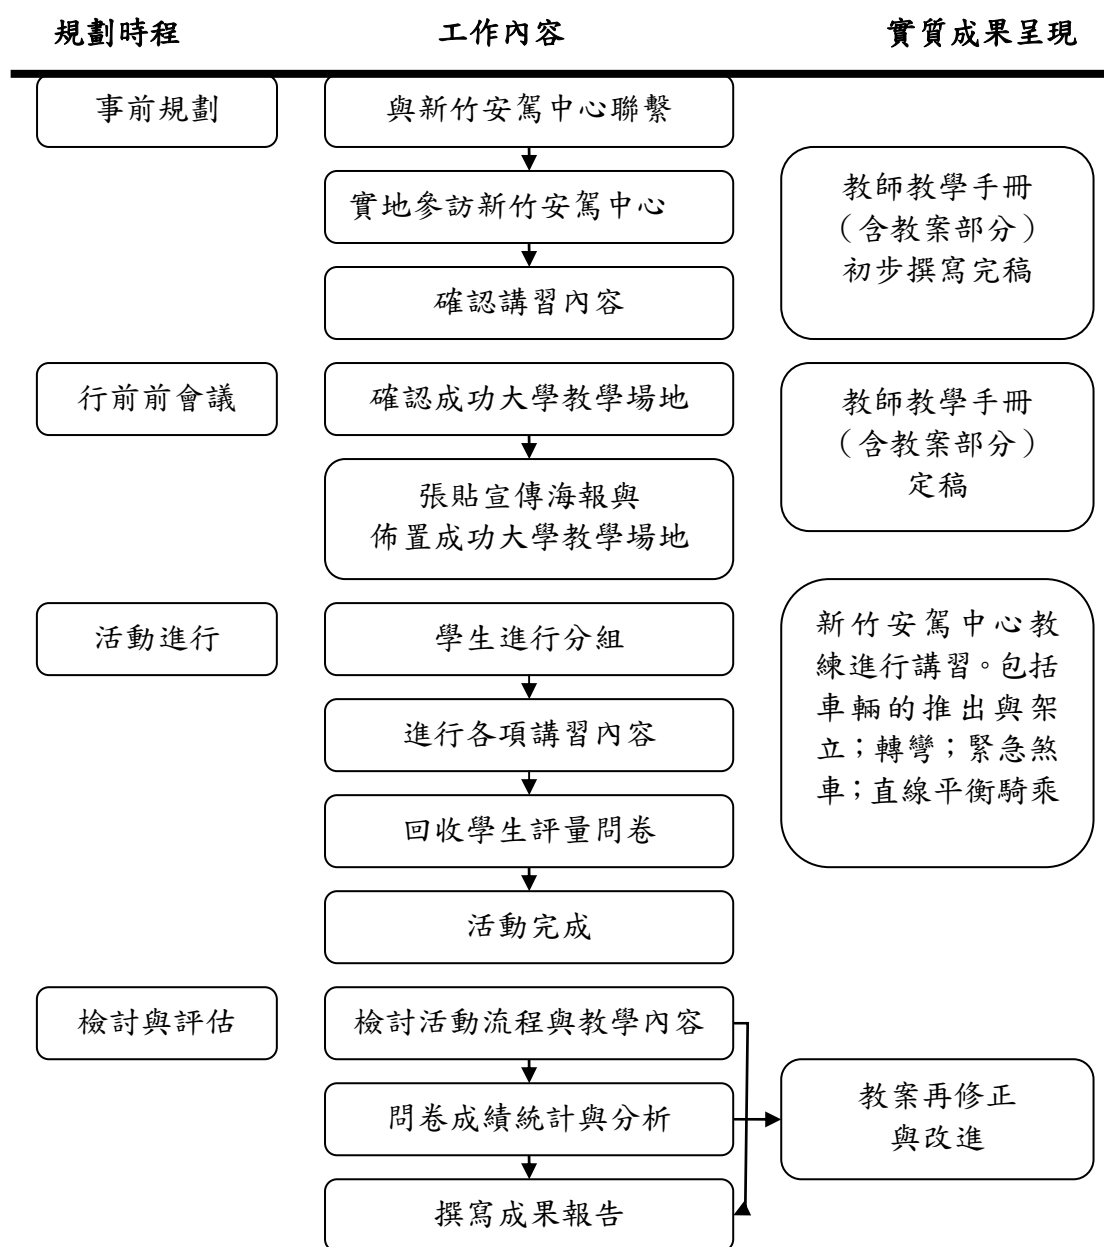 規劃時程
工作內容
實質成果呈現
事前規劃
與新竹安駕中心聯繫
實地參訪新竹安駕中心
確認講習內容
教師教學手冊
（含教案部分）
初步撰寫完稿
行前前會議
確認成功大學教學場地
張貼宣傳海報與
佈置成功大學教學場地
教師教學手冊
（含教案部分）
定稿
活動進行
學生進行分組
進行各項講習內容
回收學生評量問卷
活動完成
新竹安駕中心教
練進行講習。包括
車輛的推出與架
立；轉彎；緊急煞
車；直線平衡騎乘
檢討與評估
檢討活動流程與教學內容
問卷成績統計與分析
撰寫成果報告
教案再修正
與改進